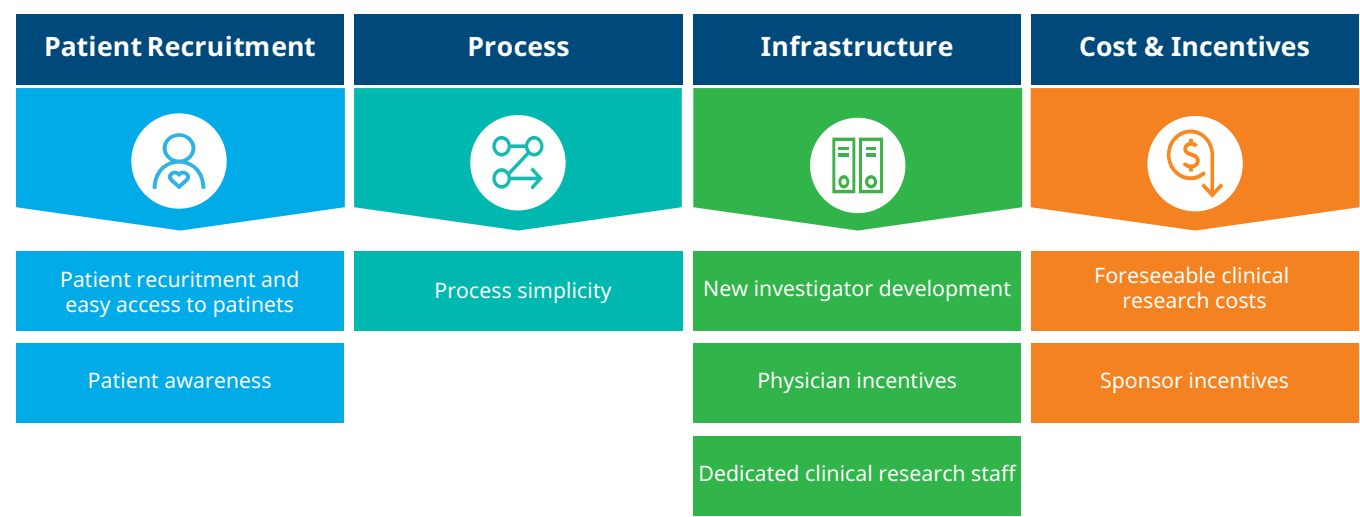 Patient Recruitment
Process
Infrastructure
Cost & Incentives
Patient recuritment and
easy access to patinets
Process simplicity
New investigator development
Foreseeable clinical
research costs
Patient awareness
Physician incentives
Sponsor incentives
Dedicated clinical research staff